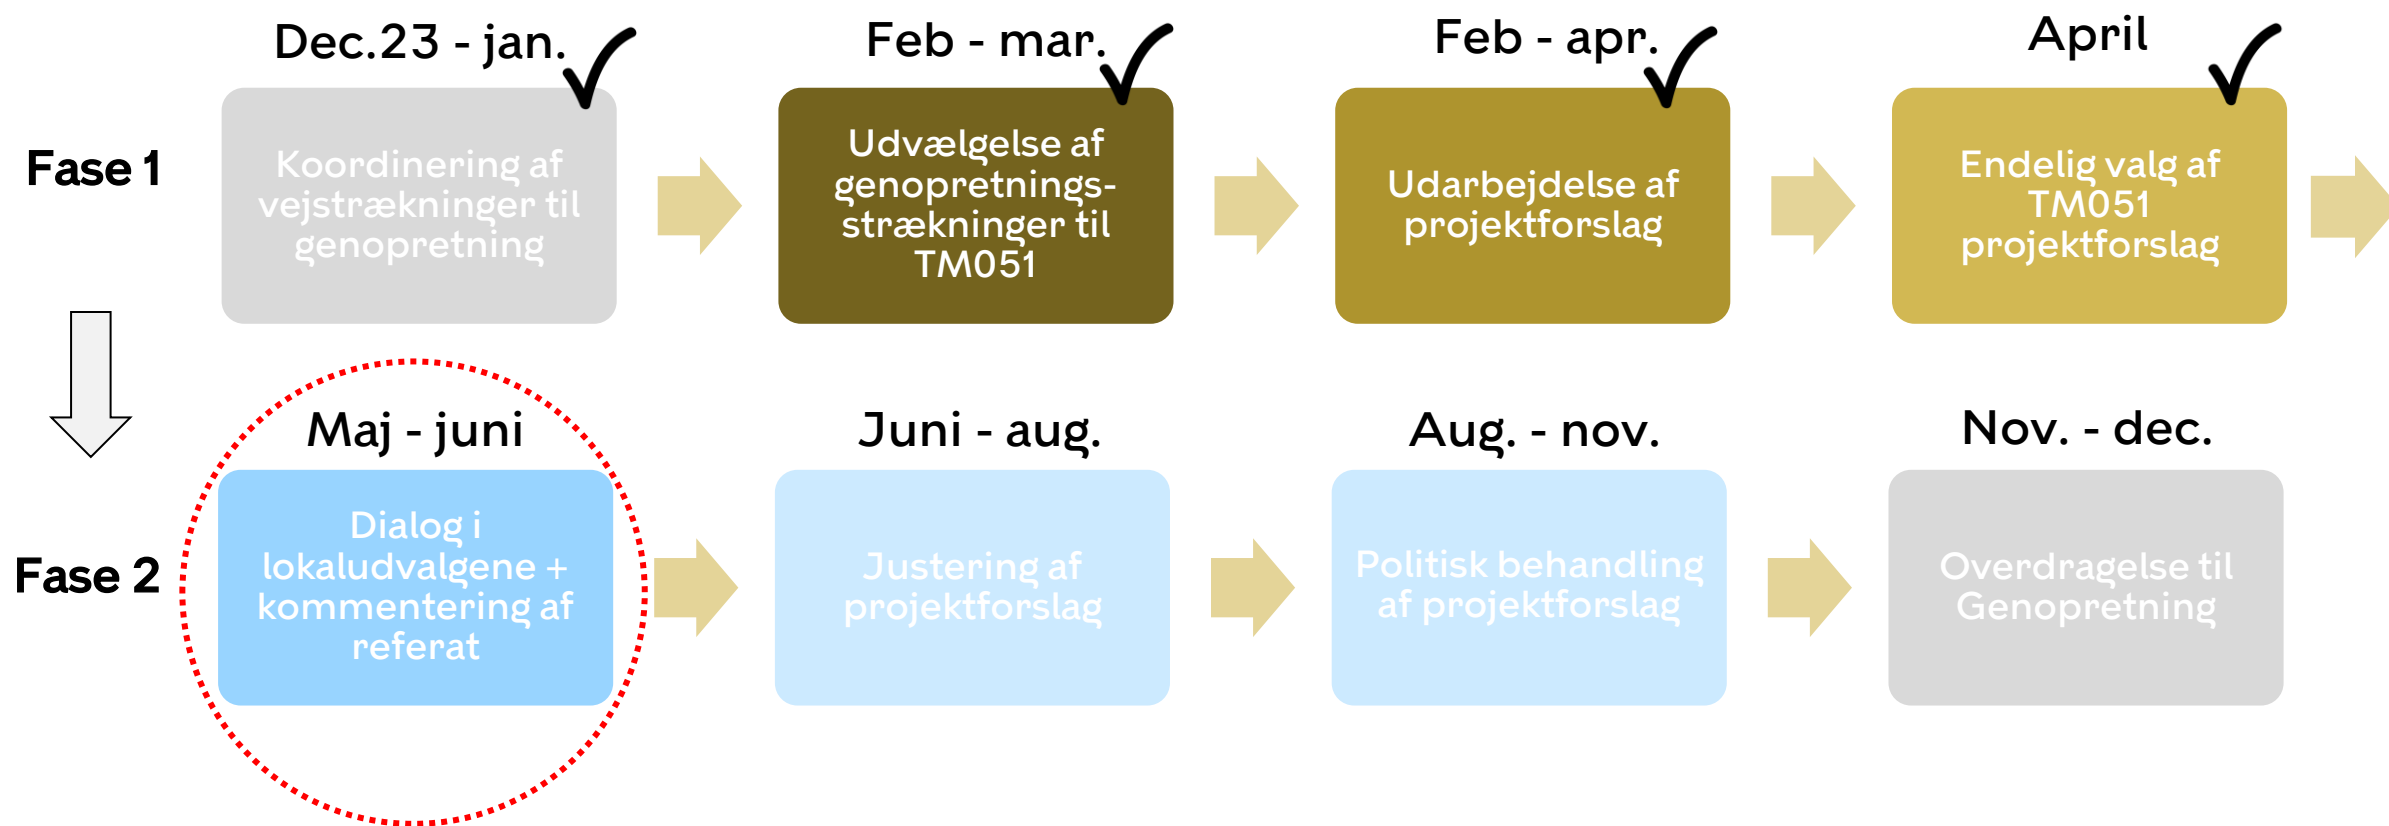 Dec.23 - jan.
Feb - mar.
Feb - apr.
April
Fase 1
Koordinering af
vejstrækninger til
genopretning
Udvælgelse af
genopretnings-
strækninger til
TM051
Udarbejdelse af
projektforslag
Endelig valg af
TM051
projektforslag
Maj - juni
Juni - aug.
Aug. - nov.
Nov. - dec.
Fase 2
Dialog i
lokaludvalgene +
kommentering af
referat
Justering af
projektforslag
Politisk behandling
af projektforslag
Overdragelse til
Genopretning